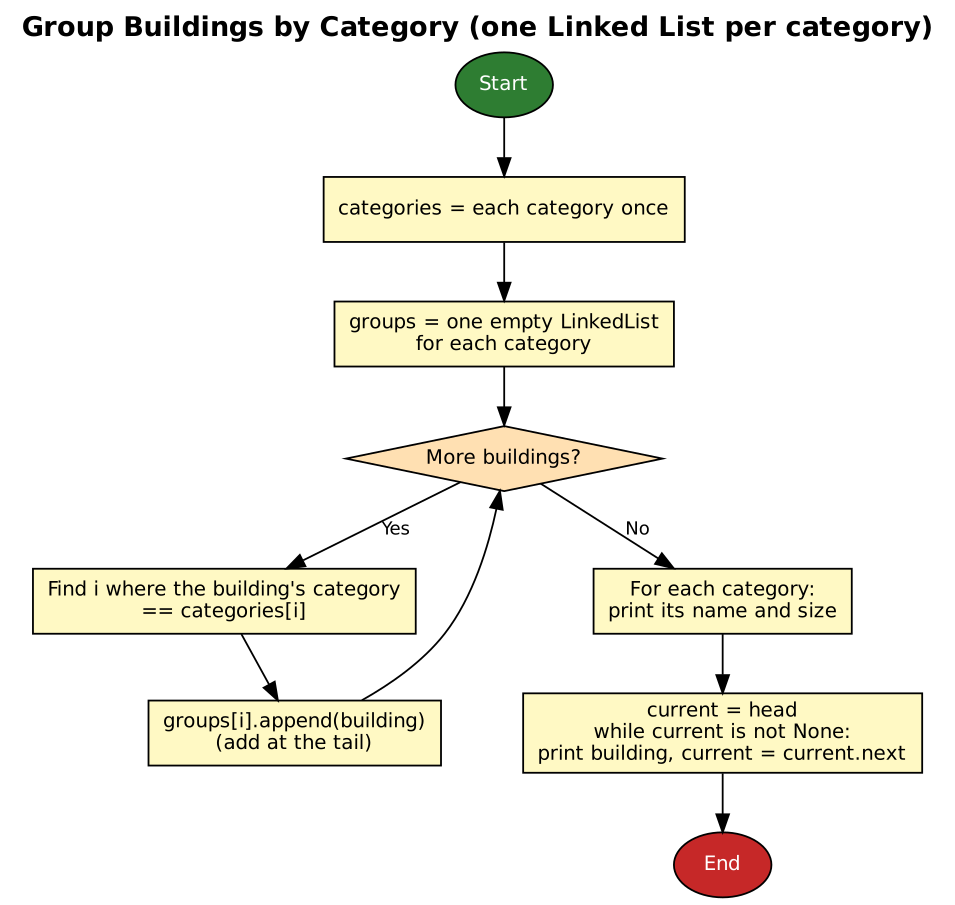 Group Buildings by Category (one Linked List per category)
Start
categories = each category once
groups = one empty LinkedList
for each category
More buildings?
Yes
No
Find i where the building's category
== categories[i]
For each category:
print its name and size
groups[i].append(building)
(add at the tail)
current = head
while current is not None:
print building, current = current.next
End